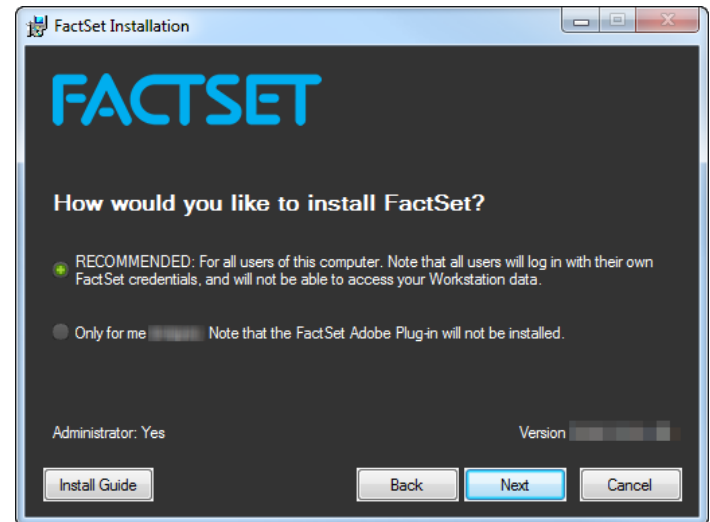 FactSet Installation
FACTSET
How would you like to install FactSet?
RECOMMENDED: For all users of this computer. Note that all users will log in with their own
FactSet credentials, and will not be able to access your Workstation data.
Only for me Note that the FactSet Adobe Plug-in will not be installed.
Administrator: Yes
Version
Install Guide
Back
Next
Cancel